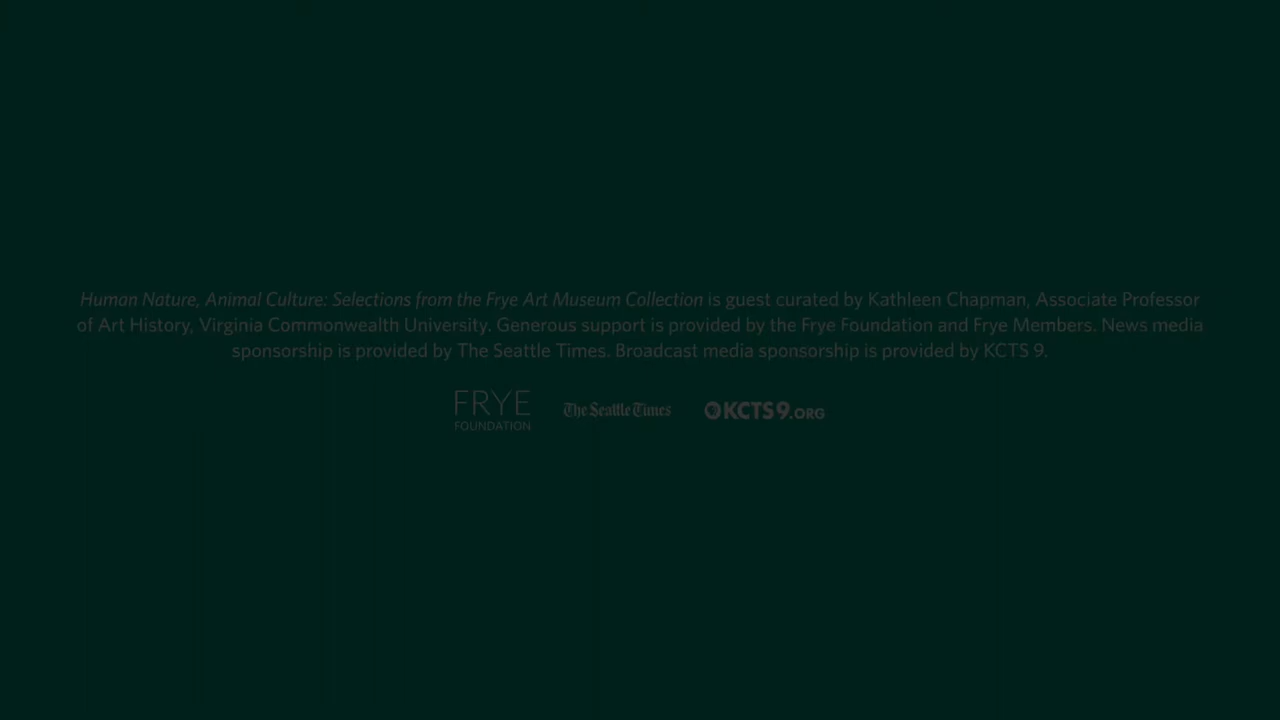 Human Nature, Animal Culture: Selections from the Frye Art Museum Collection is guest curated by Kathleen Chapman, Associate Professor
of Art History, Virginia Commonwealth University. Generous support is provided by the Frye Foundation and Frye Members. News media
sponsorship is provided by The Seattle Times. Broadcast media sponsorship is provided by KCTS 9.
FRYE
FOUNDATION
The Seattle Times
KCTS9.ORG